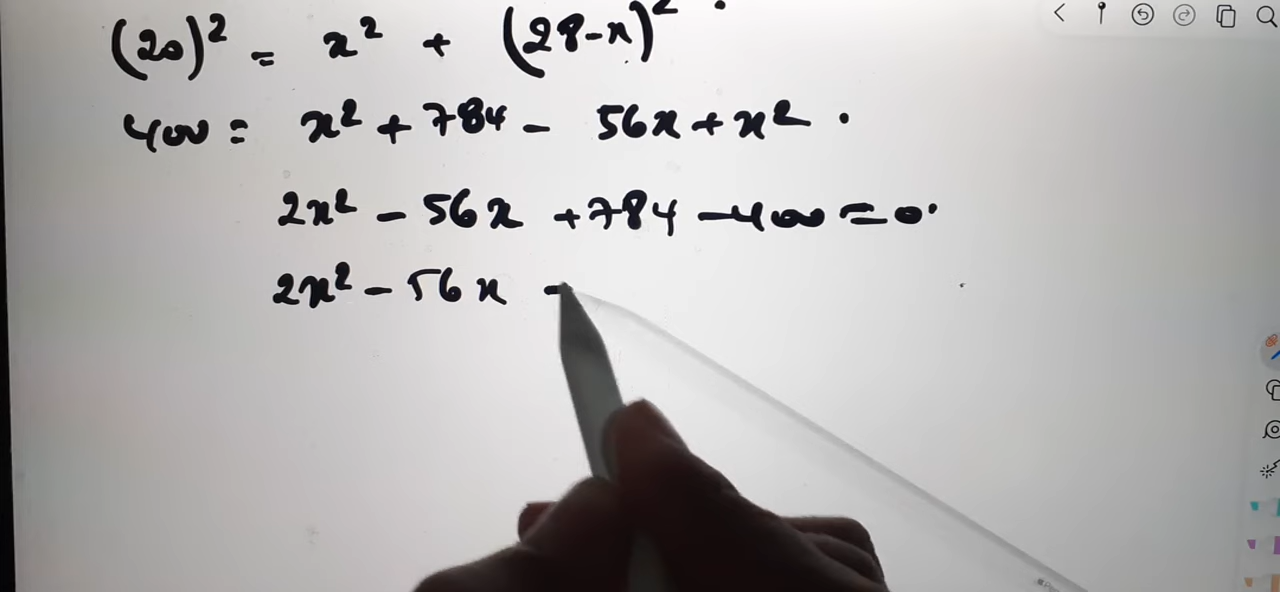 (20)² = x² + (28-x)² .
400 = x² + 784 - 56x + x² .
2x² - 56x + 784 - 400 = 0.
2x² - 56x -